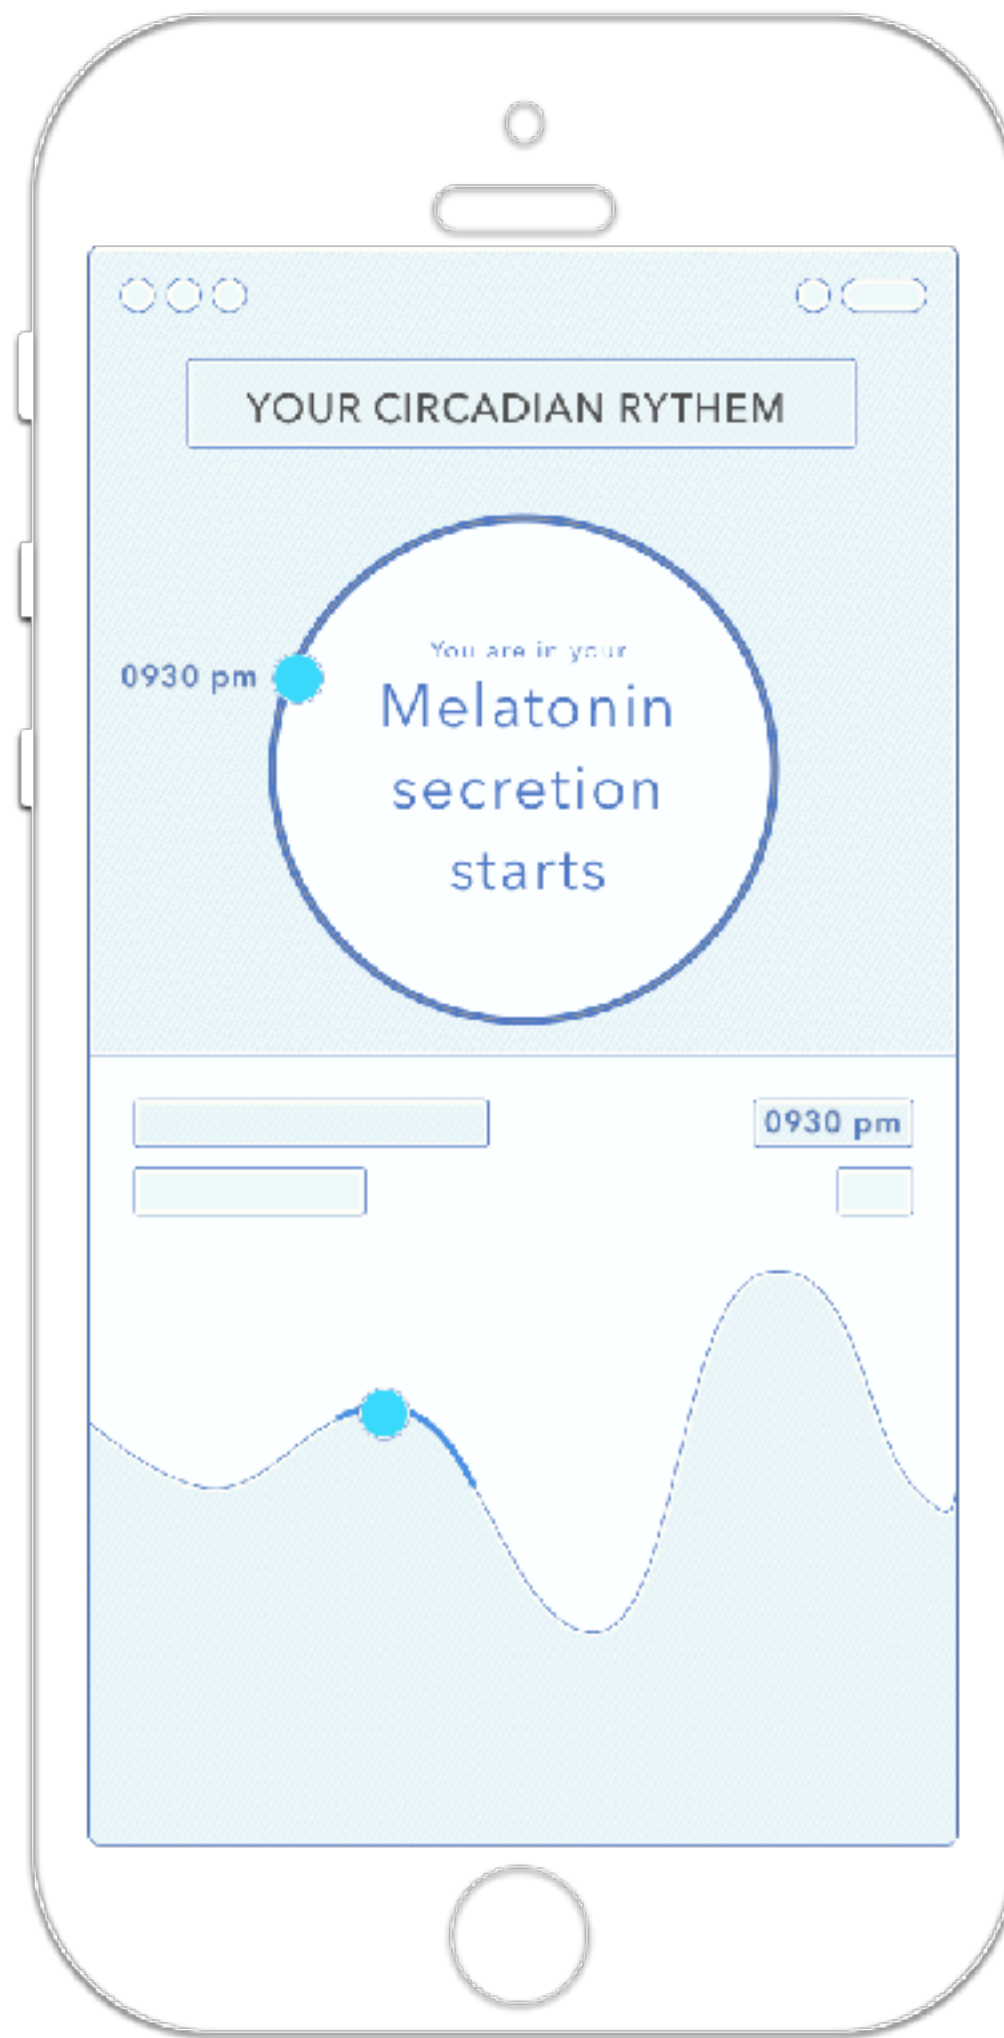 YOUR CIRCADIAN RYTHEM
You are in your
0930 pm
Melatonin
secretion
starts
0930 pm